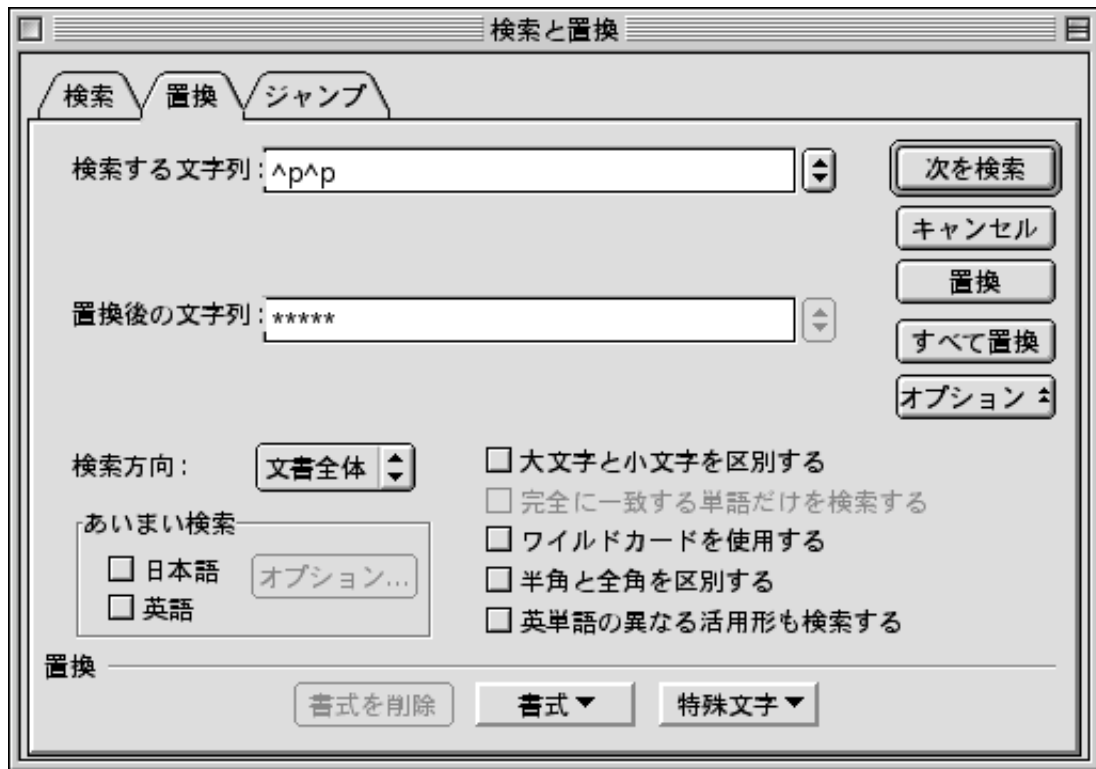 検索と置換
検索 置換 ジャンプ
検索する文字列: ^p^p
次を検索
キャンセル
置換
置換後の文字列: *****
すべて置換
オプション
検索方向: 文書全体
大文字と小文字を区別する
完全に一致する単語だけを検索する
あいまい検索
ワイルドカードを使用する
日本語 オプション...
半角と全角を区別する
英語
英単語の異なる活用形も検索する
置換
書式を削除 書式 特殊文字